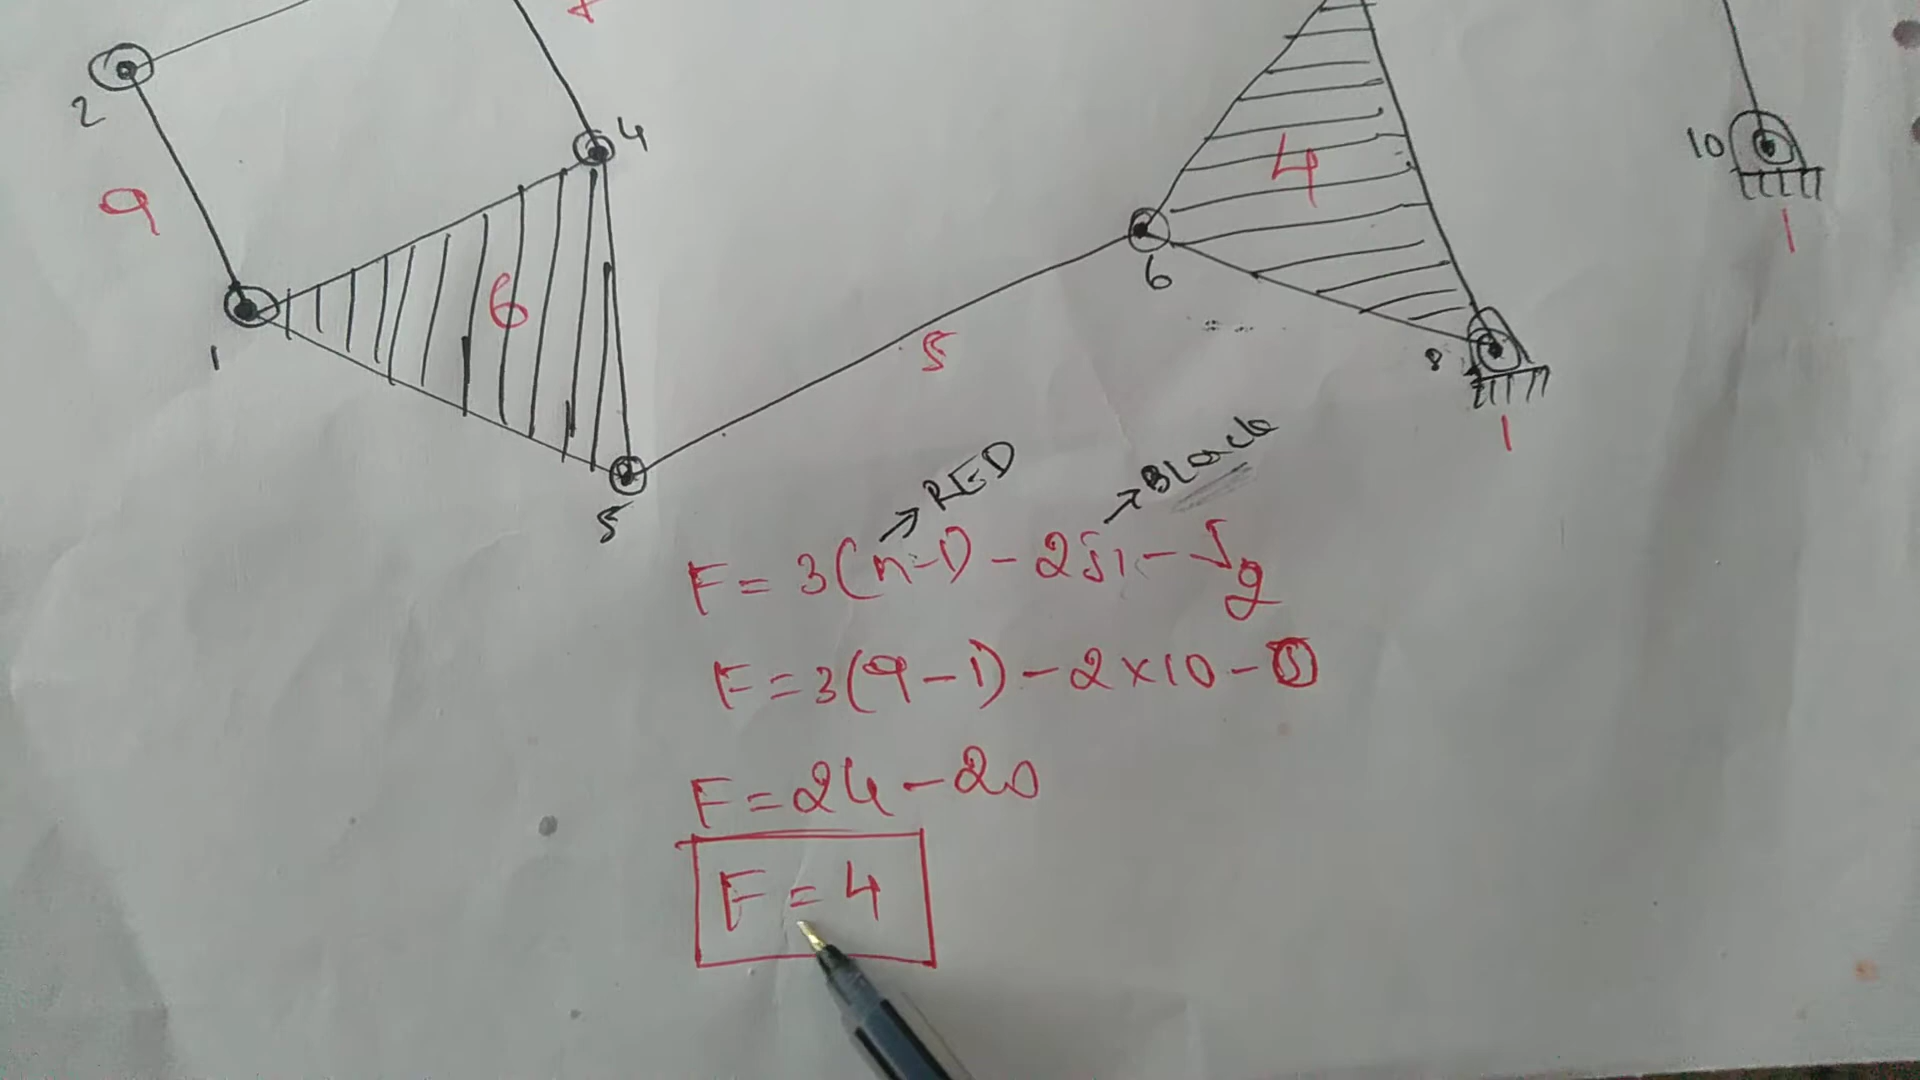 2
4
9
10
4
6
1
6
1
5
8
1
5
RED
Black
F = 3(n-1) - 2J1 - Jg
F = 3(9-1) - 2×10 - 0
F = 24 - 20
F = 4